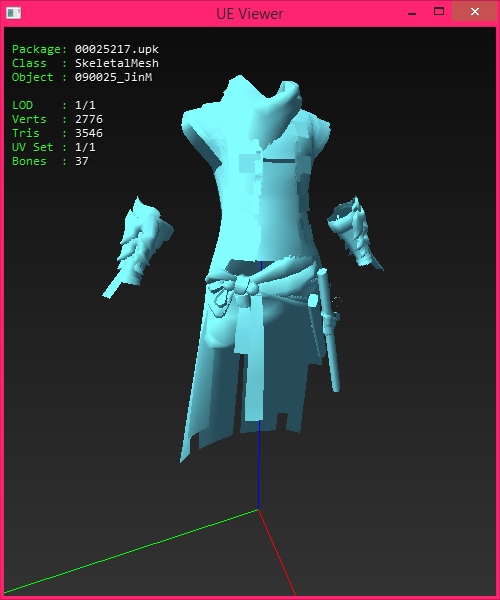 UE Viewer
Package: 00025217.upk
Class  : SkeletalMesh
Object : 090025_JinM
LOD    : 1/1
Verts  : 2776
Tris   : 3546
UV Set : 1/1
Bones  : 37